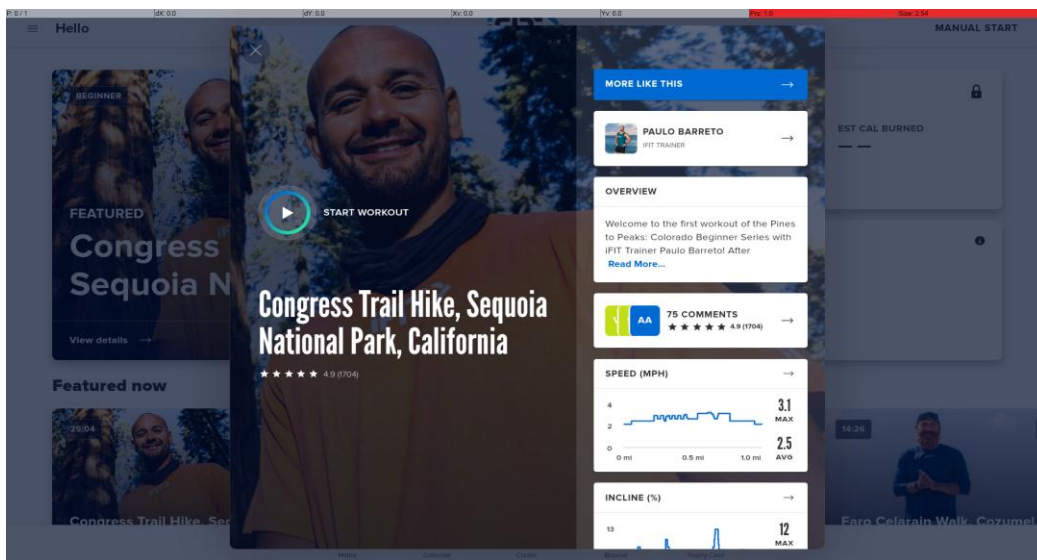 P: 0 / 1
dX: 0.0
dY: 0.0
Xv: 0.0
Yv: 0.0
Prs: 1.0
Size: 2.54
Hello
MANUAL START
BEGINNER
FEATURED
Congress
Sequoia N
View details →
EST CAL BURNED
— —
START WORKOUT
Congress Trail Hike, Sequoia
National Park, California
★ ★ ★ ★ ★ 4.9 (1704)
MORE LIKE THIS →
PAULO BARRETO →
IFIT TRAINER
OVERVIEW
Welcome to the first workout of the Pines
to Peaks: Colorado Beginner Series with
iFIT Trainer Paulo Barreto! After
Read More...
AA
75 COMMENTS →
★ ★ ★ ★ ★ 4.9 (1704)
SPEED (MPH) →
4
2
0
0 mi
0.5 mi
1.0 mi
3.1
MAX
2.5
AVG
INCLINE (%) →
13
12
MAX
Featured now
25:04
Congress Trail Hike, Seq
14:26
Faro Celarain Walk, Cozumel
Home
Calendar
Browse
Trophy Case